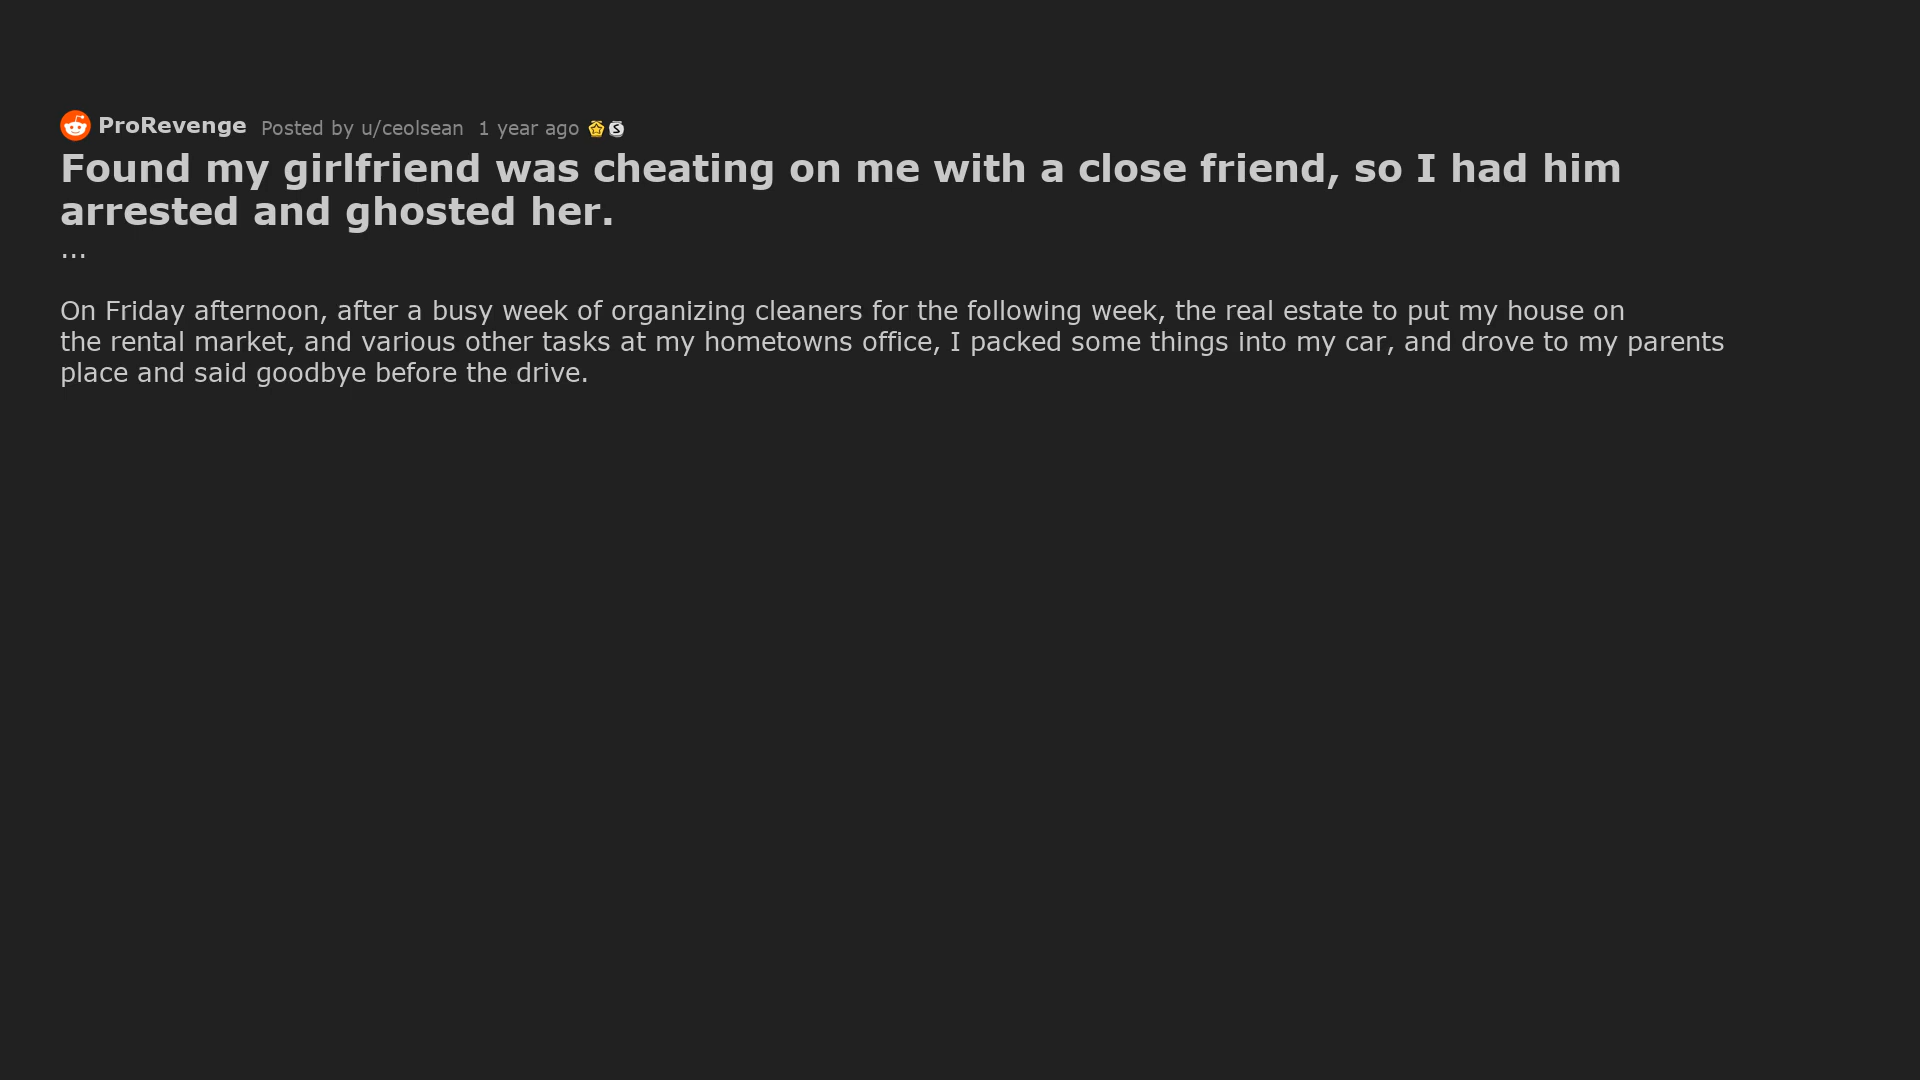 ProRevenge Posted by u/ceolsean 1 year ago
Found my girlfriend was cheating on me with a close friend, so I had him
arrested and ghosted her.
...
On Friday afternoon, after a busy week of organizing cleaners for the following week, the real estate to put my house on
the rental market, and various other tasks at my hometowns office, I packed some things into my car, and drove to my parents
place and said goodbye before the drive.